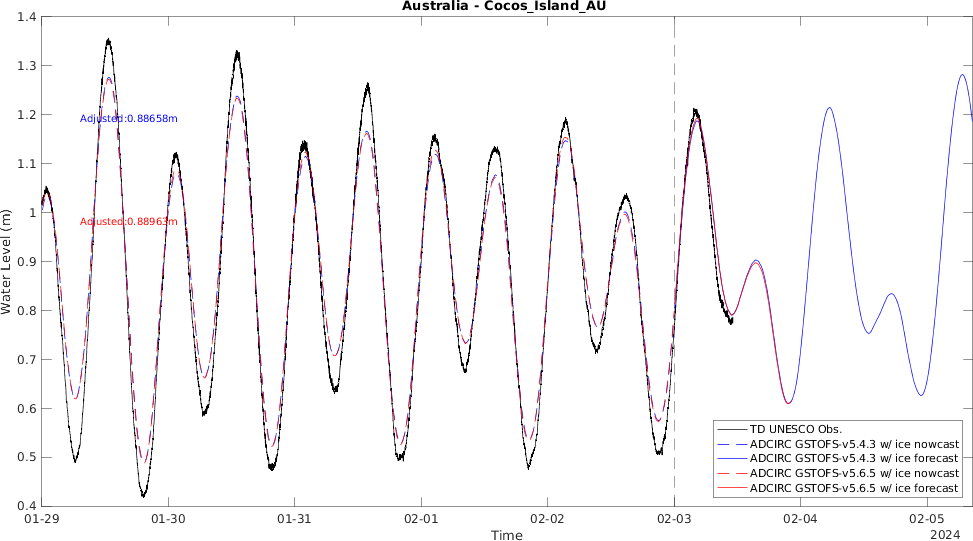 Australia - Cocos_Island_AU
1.4
1.3
1.2
1.1
1
0.9
0.8
0.7
0.6
0.5
0.4
Water Level (m)
Adjusted:0.88658m
Adjusted:0.88963m
TD UNESCO Obs.
ADCIRC GSTOFS-v5.4.3 w/ ice nowcast
ADCIRC GSTOFS-v5.4.3 w/ ice forecast
ADCIRC GSTOFS-v5.6.5 w/ ice nowcast
ADCIRC GSTOFS-v5.6.5 w/ ice forecast
01-29 01-30 01-31 02-01 02-02 02-03 02-04 02-05
Time
2024